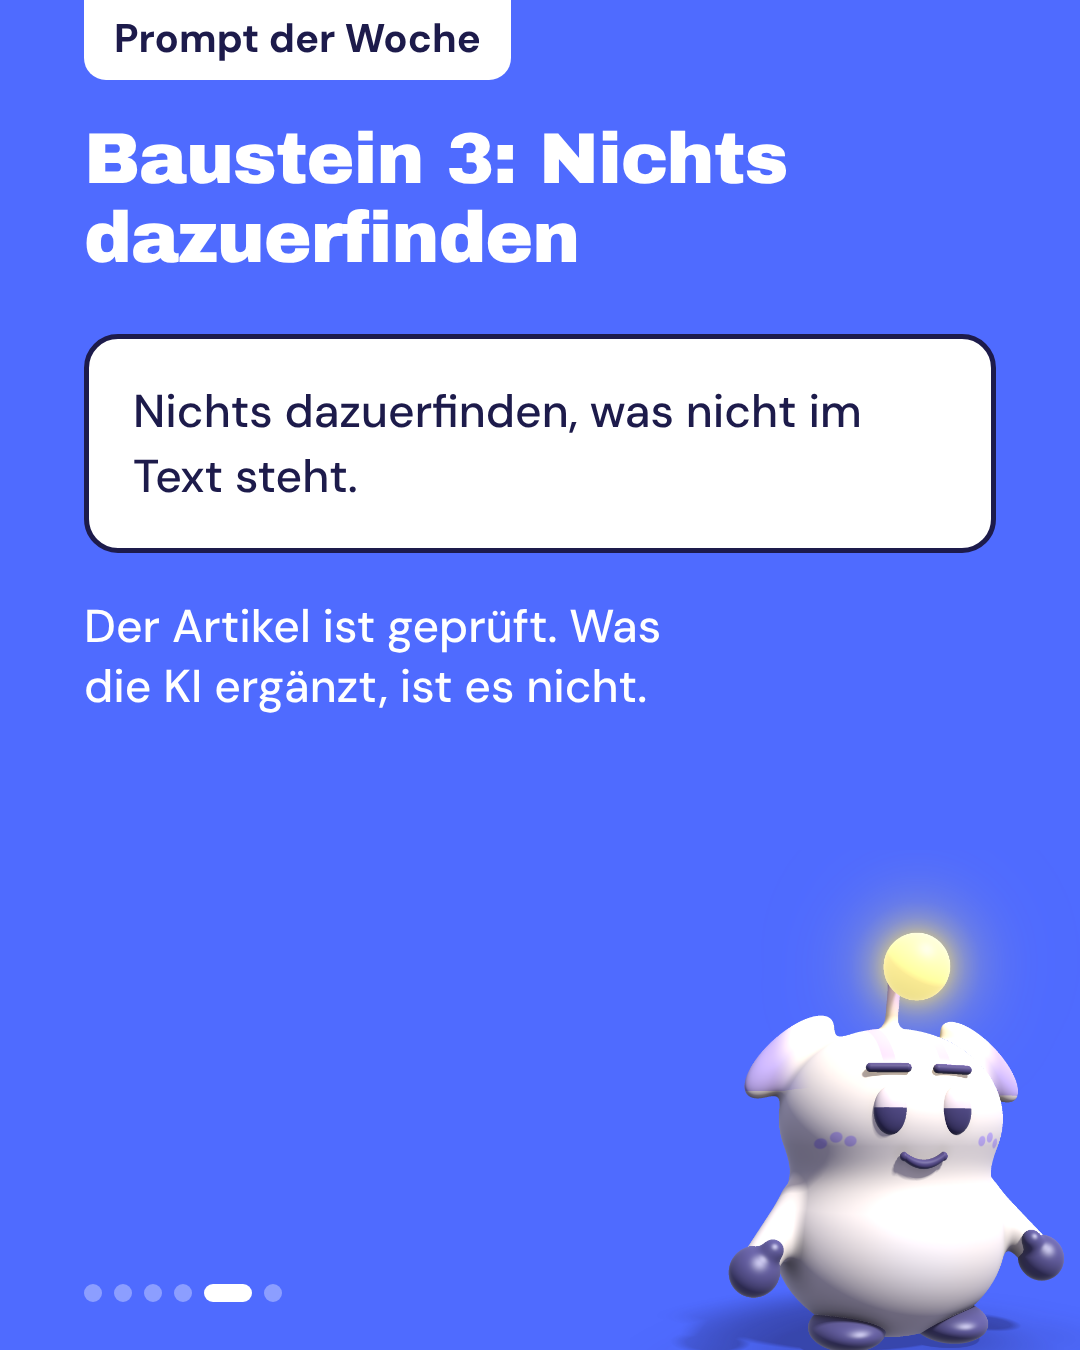 Prompt der Woche
Baustein 3: Nichts
dazuerfinden
Nichts dazuerfinden, was nicht im
Text steht.
Der Artikel ist geprüft. Was
die KI ergänzt, ist es nicht.